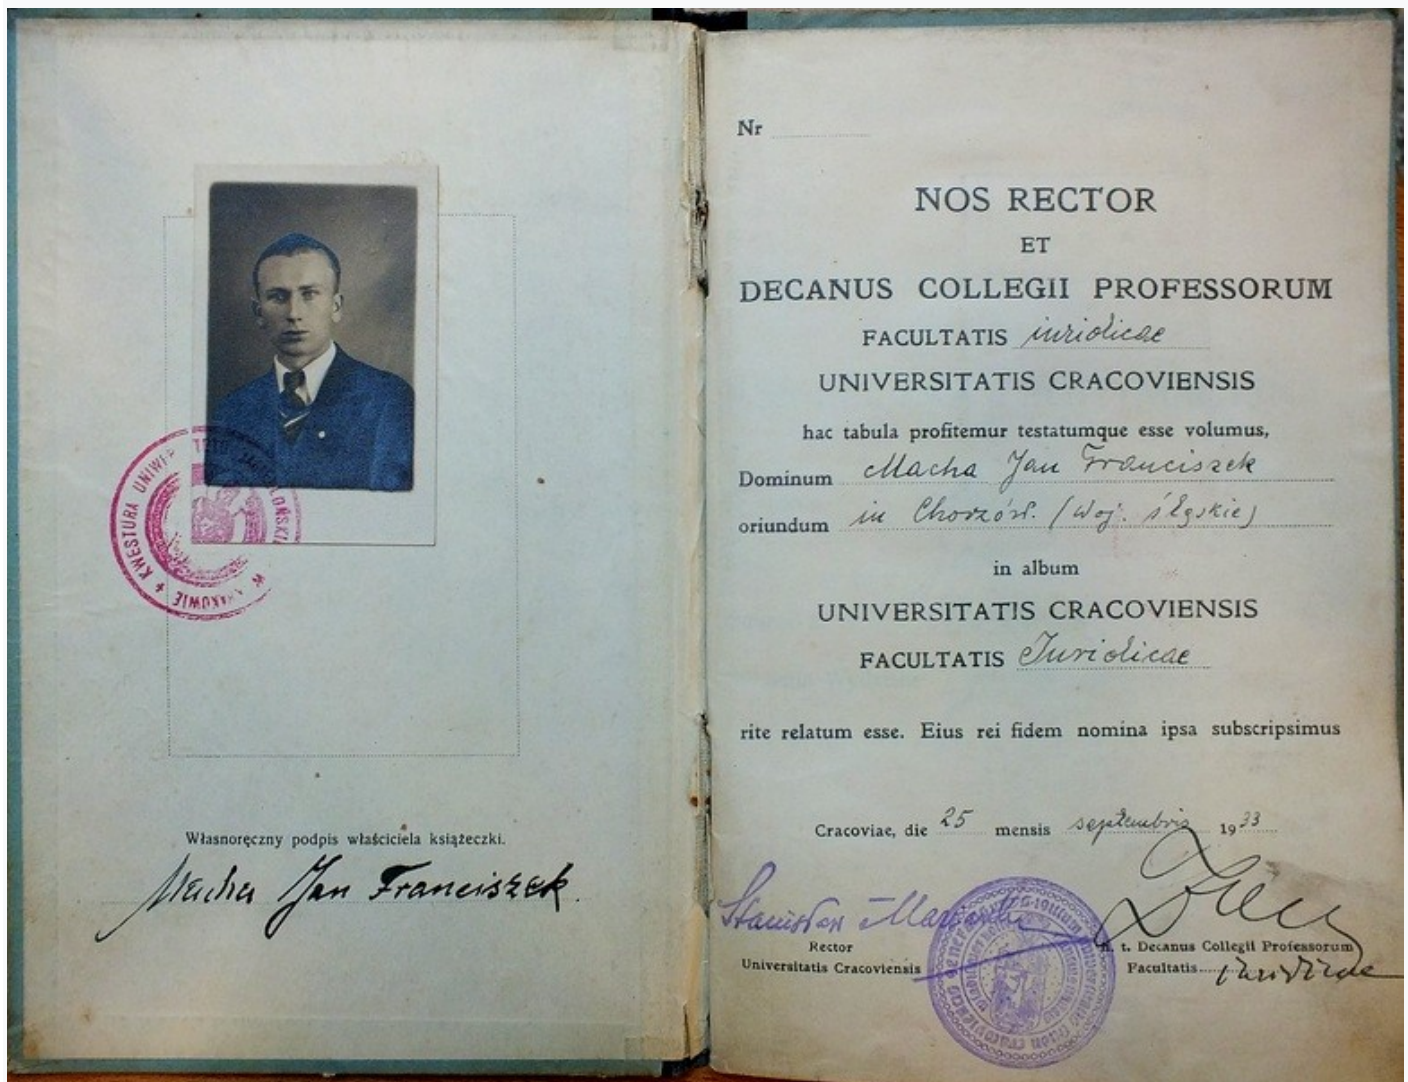 KWESTURA UNIWERSYTETU JAGIELLOŃSKI W KRAKOWIE
Własnoręczny podpis właściciela książeczki.
Macha Jan Franciszek.
Nr
NOS RECTOR
ET
DECANUS COLLEGII PROFESSORUM
FACULTATIS iuridicae
UNIVERSITATIS CRACOVIENSIS
hac tabula profitemur testatumque esse volumus,
Dominum Macha Jan Franciszek
oriundum in Chorzów. (woj. śląskie)
in album
UNIVERSITATIS CRACOVIENSIS
FACULTATIS Iuridicae
rite relatum esse. Eius rei fidem nomina ipsa subscripsimus
Cracoviae, die 25 mensis septembris 1933
Stanisław
Rector
Universitatis Cracoviensis
h. t. Decanus Collegii Professorum
Facultatis iuridicae